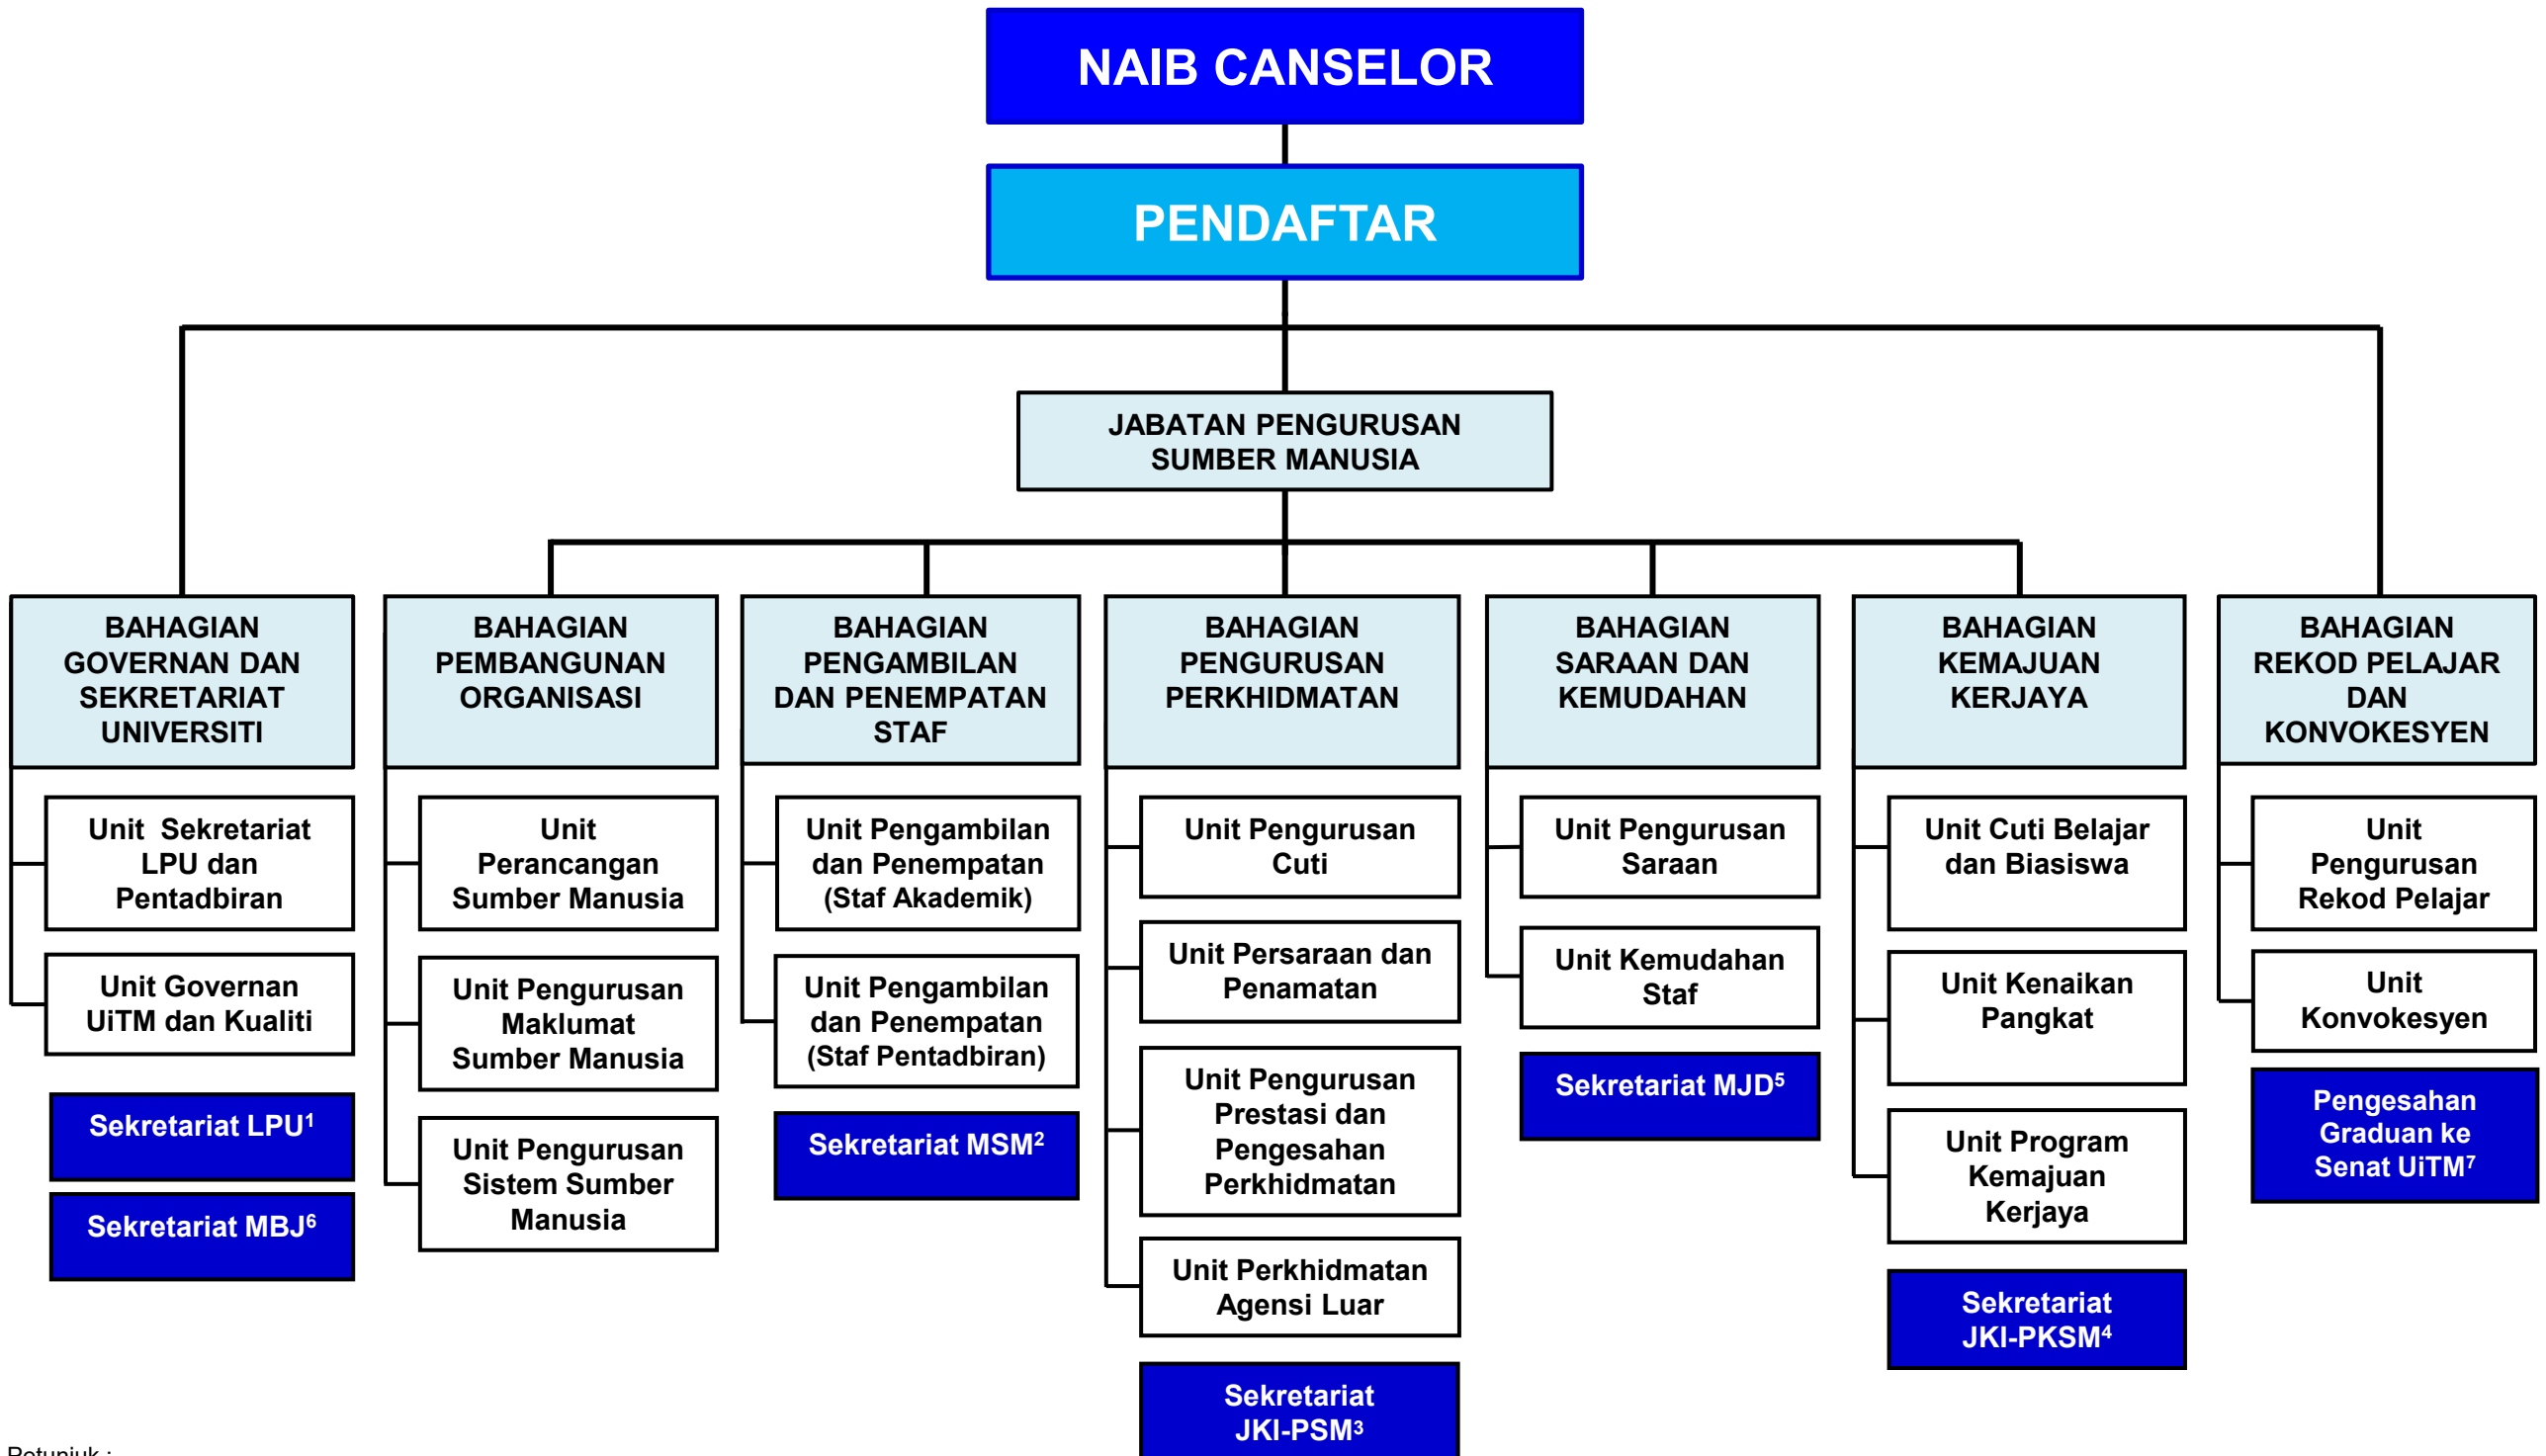 NAIB CANSELOR
PENDAFTAR
JABATAN PENGURUSAN
SUMBER MANUSIA
BAHAGIAN
GOVERNAN DAN
SEKRETARIAT
UNIVERSITI
Unit Sekretariat
LPU dan
Pentadbiran
Unit Governan
UiTM dan Kualiti
Sekretariat LPU¹
Sekretariat MBJ⁶
BAHAGIAN
PEMBANGUNAN
ORGANISASI
Unit
Perancangan
Sumber Manusia
Unit Pengurusan
Maklumat
Sumber Manusia
Unit Pengurusan
Sistem Sumber
Manusia
BAHAGIAN
PENGAMBILAN
DAN PENEMPATAN
STAF
Unit Pengambilan
dan Penempatan
(Staf Akademik)
Unit Pengambilan
dan Penempatan
(Staf Pentadbiran)
Sekretariat MSM²
BAHAGIAN
PENGURUSAN
PERKHIDMATAN
Unit Pengurusan
Cuti
Unit Persaraan dan
Penamatan
Unit Pengurusan
Prestasi dan
Pengesahan
Perkhidmatan
Unit Perkhidmatan
Agensi Luar
Sekretariat
JKI-PSM³
BAHAGIAN
SARAAN DAN
KEMUDAHAN
Unit Pengurusan
Saraan
Unit Kemudahan
Staf
Sekretariat MJD⁵
BAHAGIAN
KEMAJUAN
KERJAYA
Unit Cuti Belajar
dan Biasiswa
Unit Kenaikan
Pangkat
Unit Program
Kemajuan
Kerjaya
Sekretariat
JKI-PKSM⁴
BAHAGIAN
REKOD PELAJAR
DAN
KONVOKESYEN
Unit
Pengurusan
Rekod Pelajar
Unit
Konvokesyen
Pengesahan
Graduan ke
Senat UiTM⁷
Petunjuk :